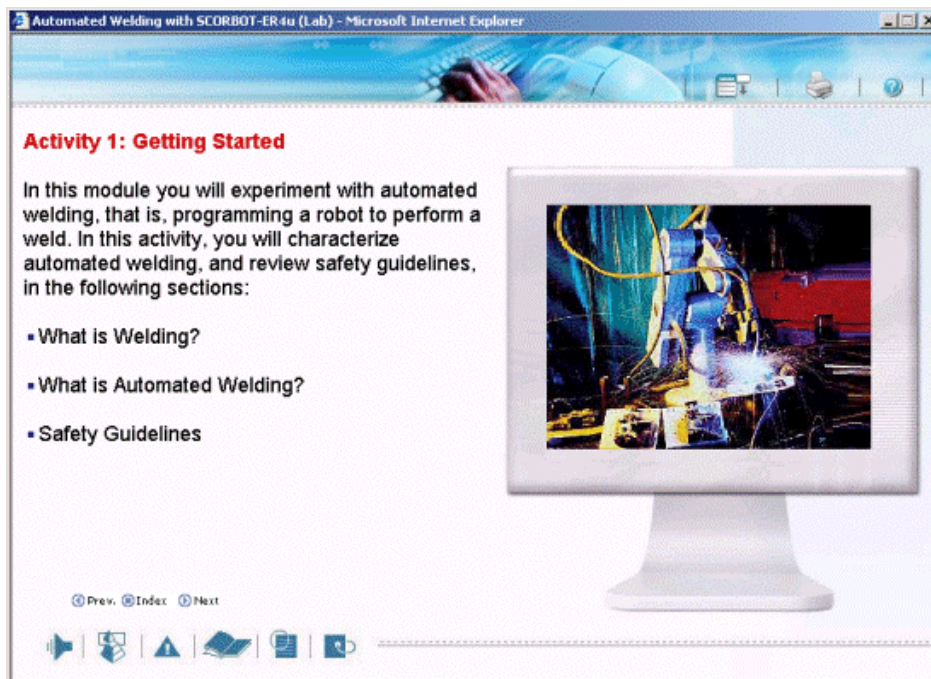 Automated Welding with SCORBOT-ER4u (Lab) - Microsoft Internet Explorer
Activity 1: Getting Started
In this module you will experiment with automated
welding, that is, programming a robot to perform a
weld. In this activity, you will characterize
automated welding, and review safety guidelines,
in the following sections:
▪ What is Welding?
▪ What is Automated Welding?
▪ Safety Guidelines
Prev. Index Next